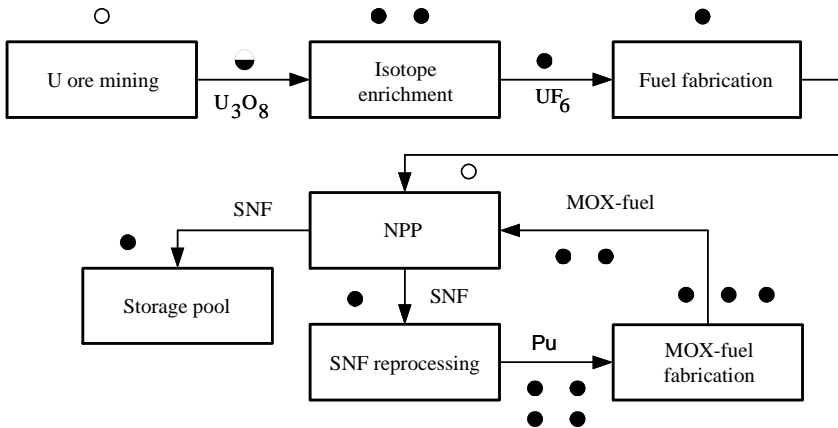 U ore mining
U₃O₈
Isotope
enrichment
UF₆
Fuel fabrication
SNF
NPP
MOX-fuel
Storage pool
SNF
SNF reprocessing
Pu
MOX-fuel
fabrication